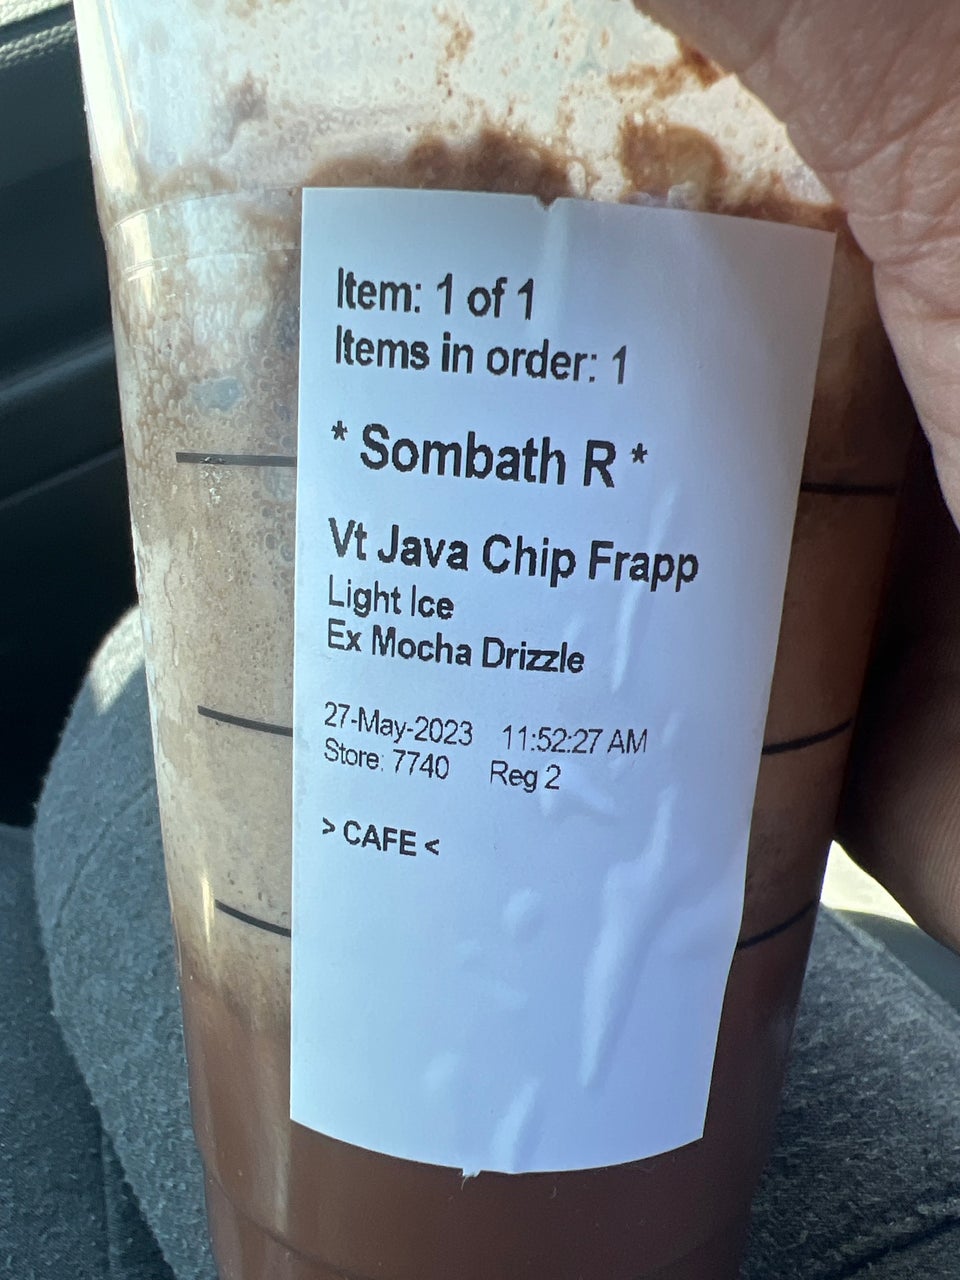 Item: 1 of 1
Items in order: 1
* Sombath R *
Vt Java Chip Frapp
Light Ice
Ex Mocha Drizzle
27-May-2023 11:52:27 AM
Store: 7740 Reg 2
> CAFE <